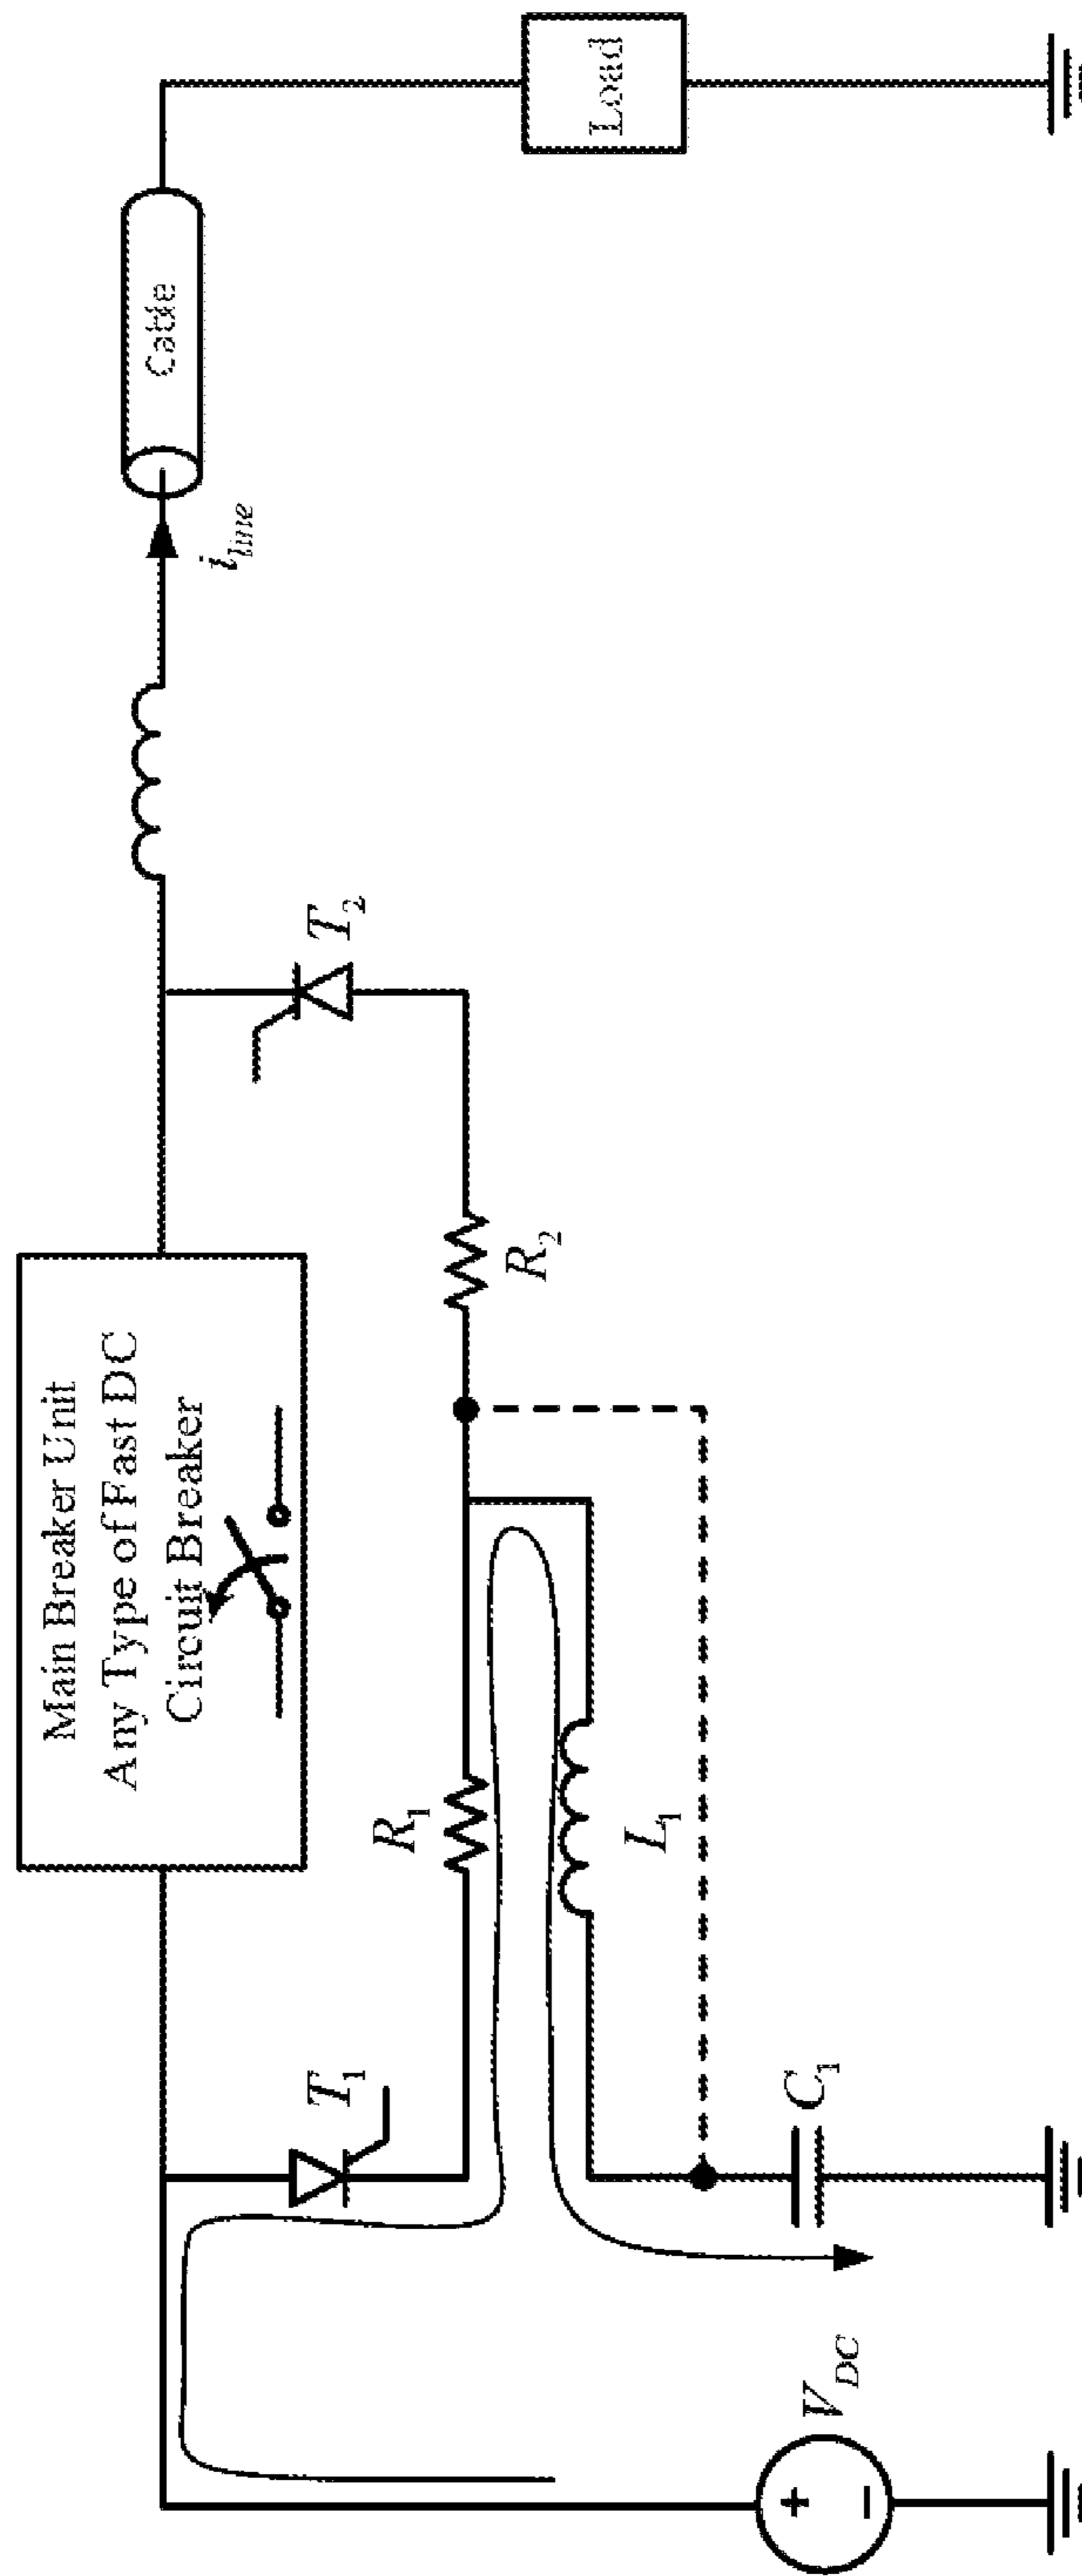 Main Breaker Unit
Any Type of Fast DC
Circuit Breaker
Cable
i_line
Load
T_1
T_2
R_1
R_2
L_1
C_1
V_DC
+
−